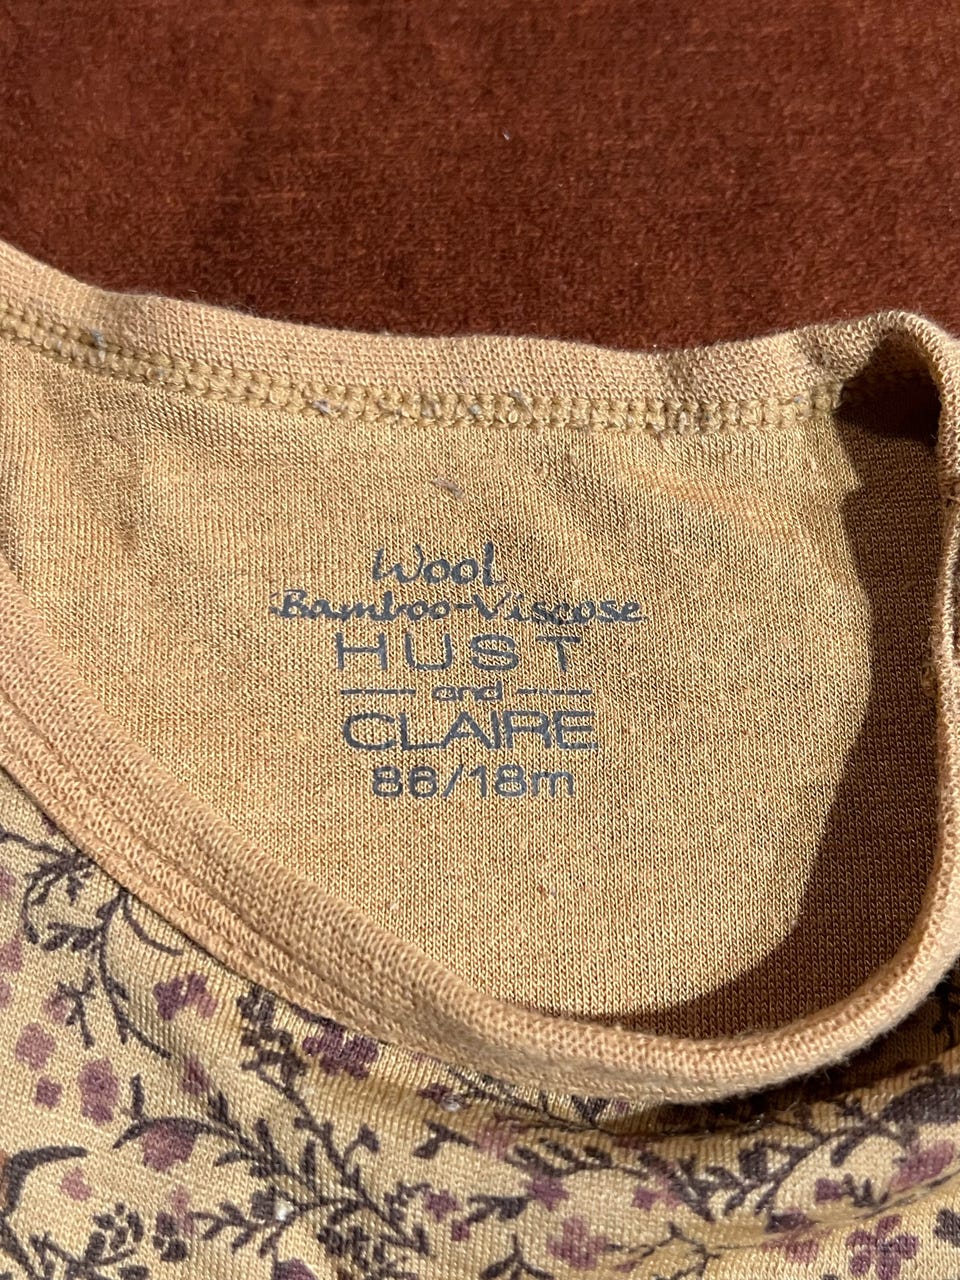 Wool
Bamboo-Viscose
HUST
and
CLAIRE
86/18m